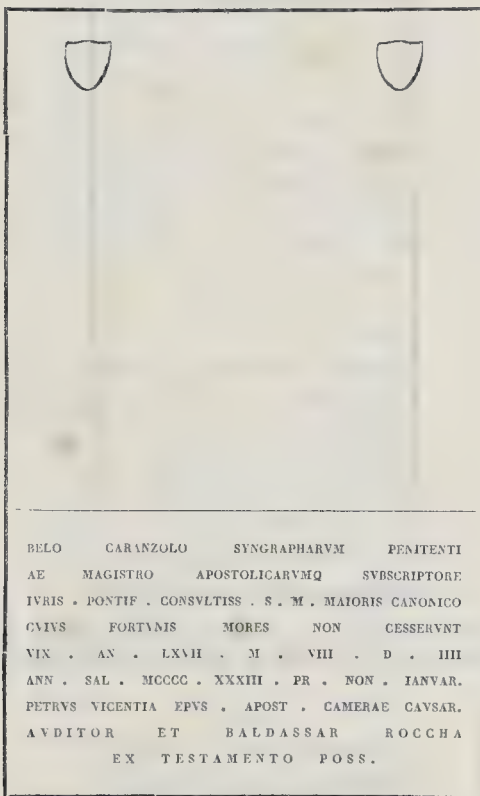 BELO CARANZOLO SYNGRAPHARVM PENITENTI
AE MAGISTRO APOSTOLICARVMQ SVBSCRIPTORE
IVRIS . PONTIF . CONSVLTISS . S . M . MAIORIS CANONICO
CVIVS FORTVNIS MORES NON CESSERVNT
VIX . AN . LXVII . M . VIII . D . IIII
ANN . SAL . MCCCC . XXXIII . PR . NON . IANVAR.
PETRVS VICENTIA EPVS . APOST . CAMERAE CAVSAR.
AVDITOR ET BALDASSAR ROCCHA
EX TESTAMENTO POSS.